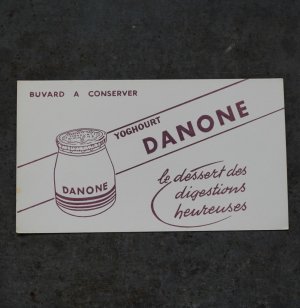 BUVARD A CONSERVER
YOGHOURT
DANONE
DANONE
le dessert des
digestions
heureuses